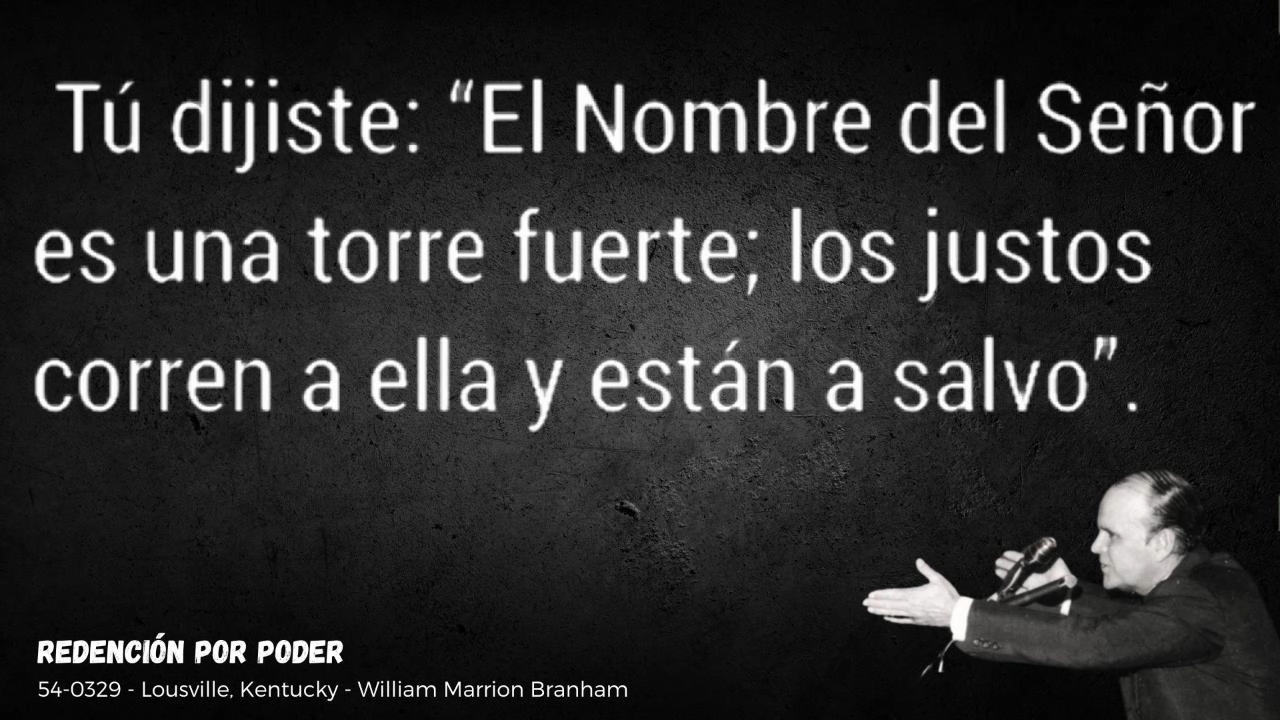 Tú dijiste: “El Nombre del Señor
es una torre fuerte; los justos
corren a ella y están a salvo”.
REDENCIÓN POR PODER
54-0329 - Lousville, Kentucky - William Marrion Branham